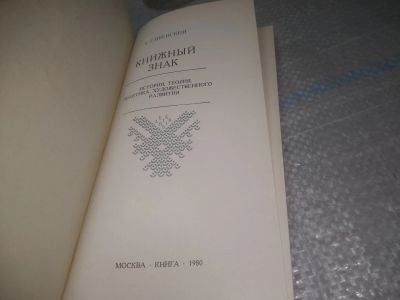 КНИЖНЫЙ
ЗНАК
ИСТОРИЯ, ТЕОРИЯ,
ПРАКТИКА ХУДОЖЕСТВЕННОГО
РАЗВИТИЯ
МОСКВА · КНИГА · 1980